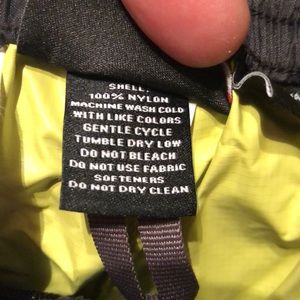 SHELL:
100% NYLON
MACHINE WASH COLD
WITH LIKE COLORS
GENTLE CYCLE
TUMBLE DRY LOW
DO NOT BLEACH
DO NOT USE FABRIC
SOFTENERS
DO NOT DRY CLEAN